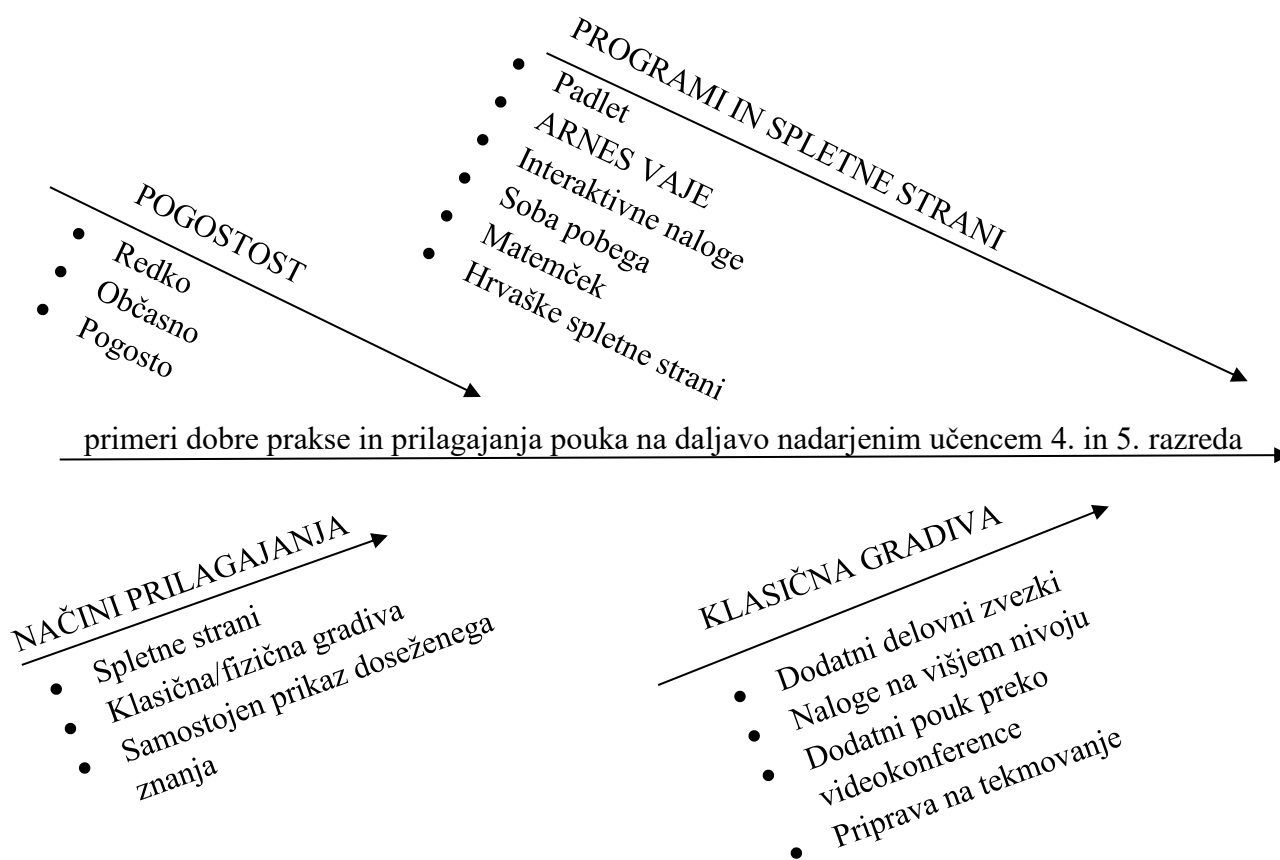 PROGRAMI IN SPLETNE STRANI
• Padlet
• ARNES VAJE
• Interaktivne naloge
• Soba pobega
• Matemček
• Hrvaške spletne strani
POGOSTOST
• Redko
• Občasno
• Pogosto
primeri dobre prakse in prilagajanja pouka na daljavo nadarjenim učencem 4. in 5. razreda
NAČINI PRILAGAJANJA
• Spletne strani
• Klasična/fizična gradiva
• Samostojen prikaz doseženega
znanja
KLASIČNA GRADIVA
• Dodatni delovni zvezki
• Naloge na višjem nivoju
• Dodatni pouk preko
videokonference
• Priprava na tekmovanje